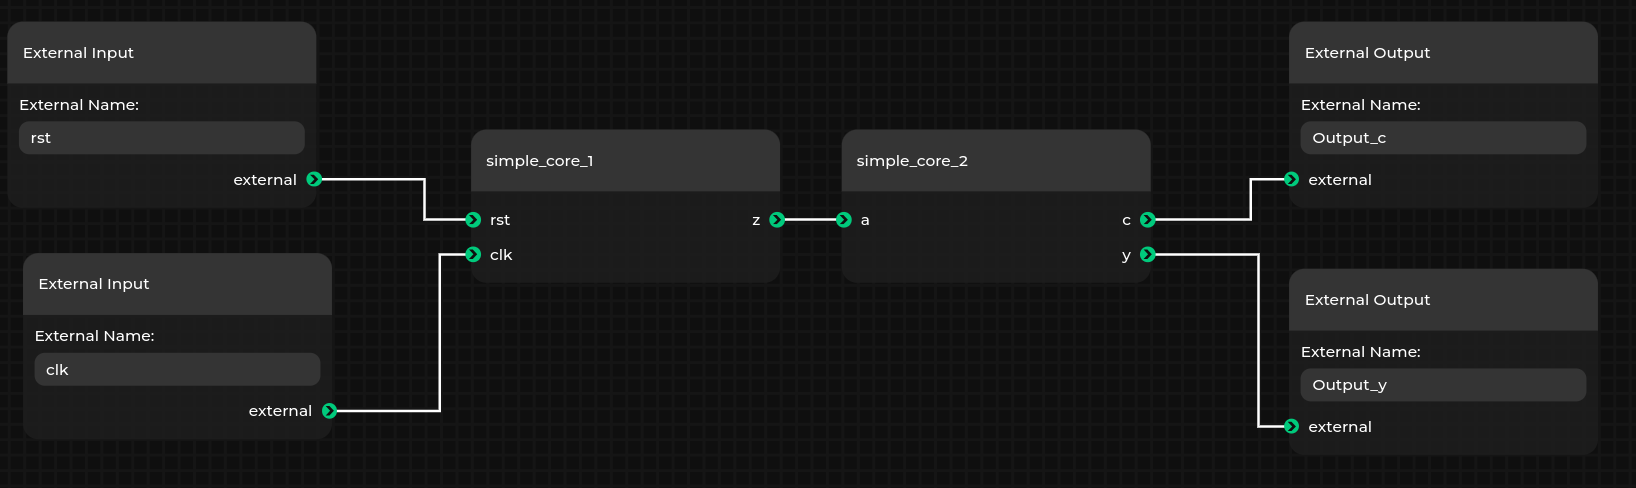 External Input
External Name:
rst
external
External Input
External Name:
clk
external
simple_core_1
rst z
clk
simple_core_2
a c
y
External Output
External Name:
Output_c
external
External Output
External Name:
Output_y
external